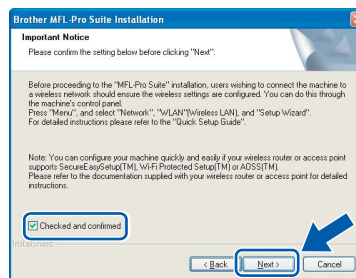 Brother MFL-Pro Suite Installation
Important Notice
Please confirm the setting below before clicking "Next".
Before proceeding to the "MFL-Pro Suite" installation, users wishing to connect the machine to
a wireless network should ensure the wireless settings are configured. You can do this through
the machine's control panel.
Press "Menu", and select "Network", "WLAN"(Wireless LAN), and "Setup Wizard".
For detailed instructions please refer to the "Quick Setup Guide".
Note: You can configure your machine quickly and easily if your wireless router or access point
supports SecureEasySetup(TM), Wi-Fi Protected Setup(TM) or AOSS(TM).
Please refer to the documentation supplied with your wireless router or access point for detailed
instructions.
Checked and confirmed
InstallShield
< Back
Next >
Cancel